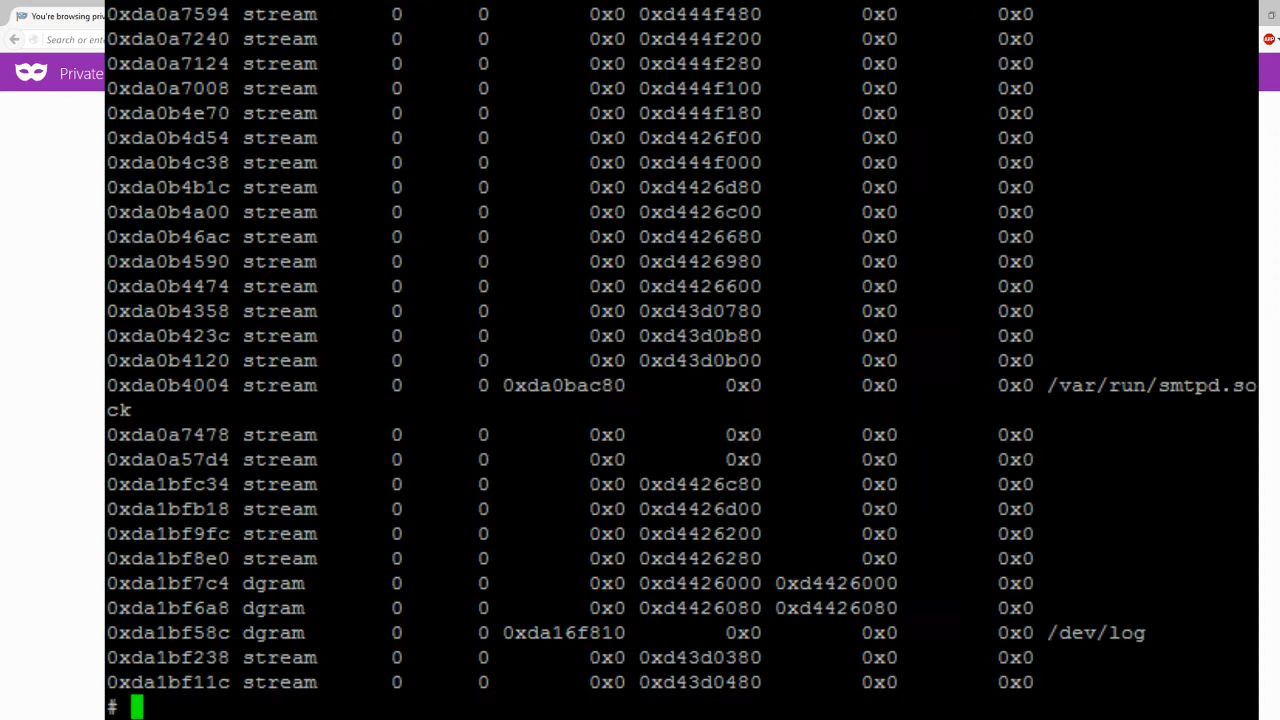 You're browsing priv
Search or ente
Private
ABP
0xda0a7594 stream 0 0 0x0 0xd444f480 0x0 0x0
0xda0a7240 stream 0 0 0x0 0xd444f200 0x0 0x0
0xda0a7124 stream 0 0 0x0 0xd444f280 0x0 0x0
0xda0a7008 stream 0 0 0x0 0xd444f100 0x0 0x0
0xda0b4e70 stream 0 0 0x0 0xd444f180 0x0 0x0
0xda0b4d54 stream 0 0 0x0 0xd4426f00 0x0 0x0
0xda0b4c38 stream 0 0 0x0 0xd444f000 0x0 0x0
0xda0b4b1c stream 0 0 0x0 0xd4426d80 0x0 0x0
0xda0b4a00 stream 0 0 0x0 0xd4426c00 0x0 0x0
0xda0b46ac stream 0 0 0x0 0xd4426680 0x0 0x0
0xda0b4590 stream 0 0 0x0 0xd4426980 0x0 0x0
0xda0b4474 stream 0 0 0x0 0xd4426600 0x0 0x0
0xda0b4358 stream 0 0 0x0 0xd43d0780 0x0 0x0
0xda0b423c stream 0 0 0x0 0xd43d0b80 0x0 0x0
0xda0b4120 stream 0 0 0x0 0xd43d0b00 0x0 0x0
0xda0b4004 stream 0 0 0xda0bac80 0x0 0x0 0x0 /var/run/smtpd.so
ck
0xda0a7478 stream 0 0 0x0 0x0 0x0 0x0
0xda0a57d4 stream 0 0 0x0 0x0 0x0 0x0
0xda1bfc34 stream 0 0 0x0 0xd4426c80 0x0 0x0
0xda1bfb18 stream 0 0 0x0 0xd4426d00 0x0 0x0
0xda1bf9fc stream 0 0 0x0 0xd4426200 0x0 0x0
0xda1bf8e0 stream 0 0 0x0 0xd4426280 0x0 0x0
0xda1bf7c4 dgram 0 0 0x0 0xd4426000 0xd4426000 0x0
0xda1bf6a8 dgram 0 0 0x0 0xd4426080 0xd4426080 0x0
0xda1bf58c dgram 0 0 0xda16f810 0x0 0x0 0x0 /dev/log
0xda1bf238 stream 0 0 0x0 0xd43d0380 0x0 0x0
0xda1bf11c stream 0 0 0x0 0xd43d0480 0x0 0x0
#